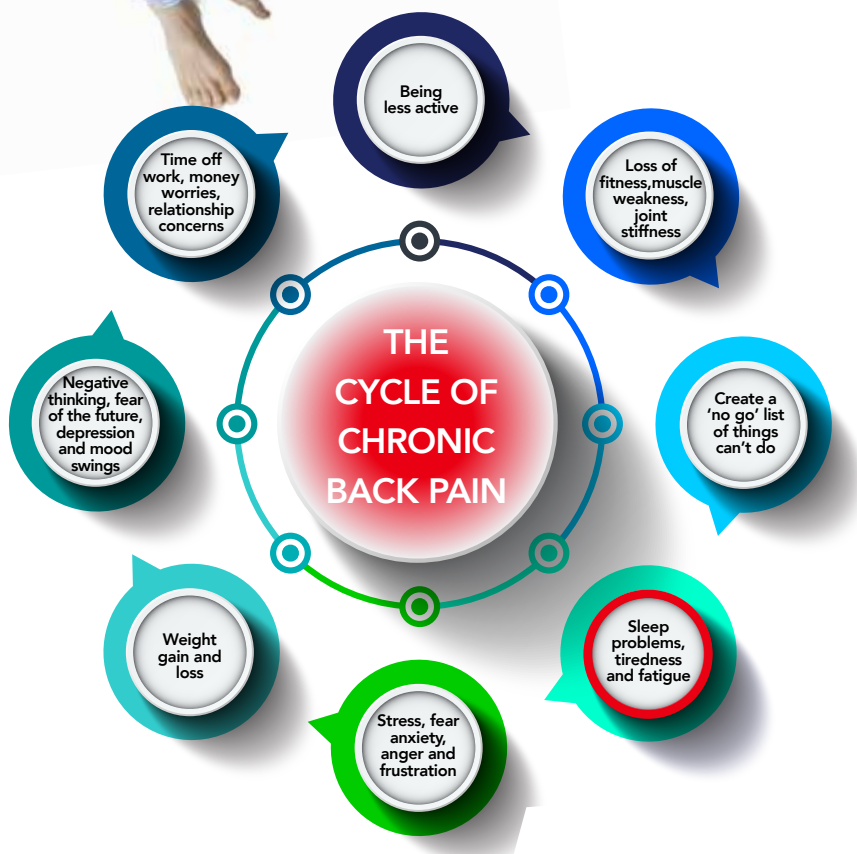 THE
CYCLE OF
CHRONIC
BACK PAIN
Being
less active
Loss of
fitness,muscle
weakness,
joint
stiffness
Create a
‘no go’ list
of things
can’t do
Sleep
problems,
tiredness
and fatigue
Stress, fear
anxiety,
anger and
frustration
Weight
gain and
loss
Negative
thinking, fear
of the future,
depression
and mood
swings
Time off
work, money
worries,
relationship
concerns